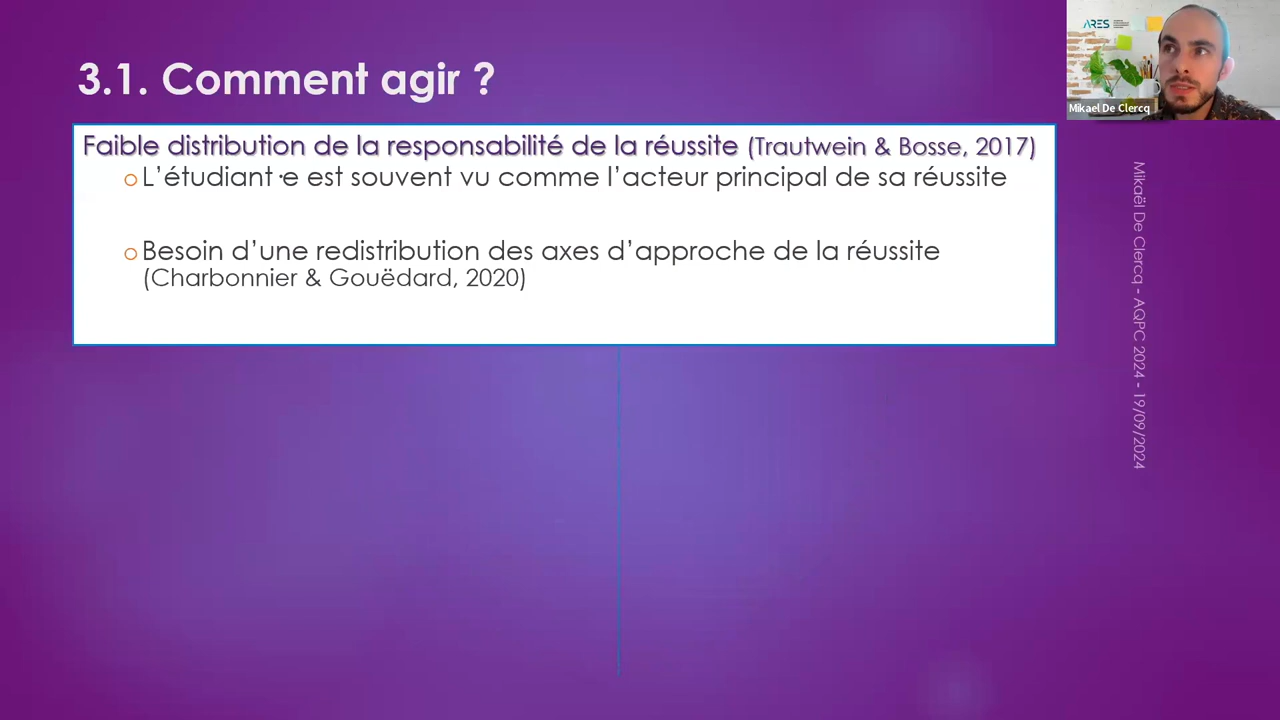 3.1. Comment agir ?
Faible distribution de la responsabilité de la réussite (Trautwein & Bosse, 2017)
o L’étudiant·e est souvent vu comme l’acteur principal de sa réussite
o Besoin d’une redistribution des axes d’approche de la réussite
(Charbonnier & Gouëdard, 2020)
ARES
Mikael De Clercq
Mikaël De Clercq - AQPC 2024 - 19/09/2024